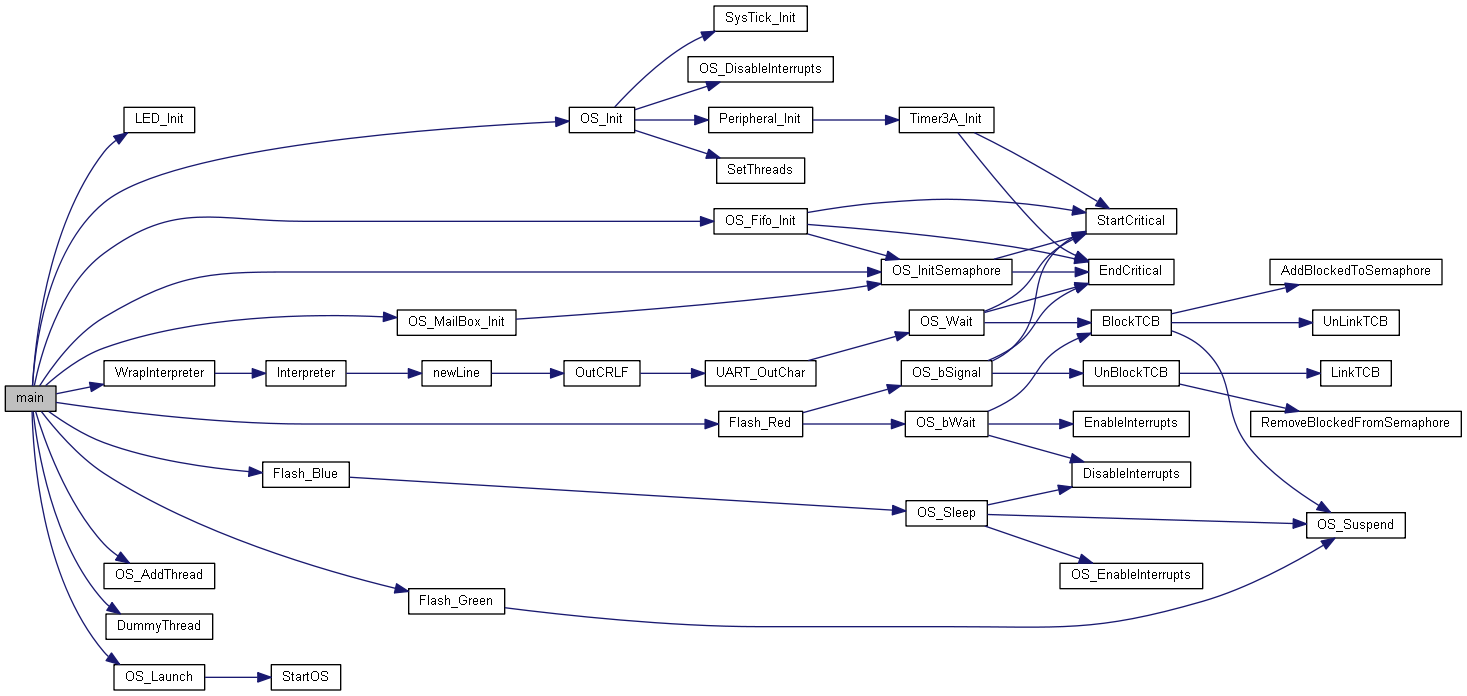 SysTick_Init
OS_DisableInterrupts
LED_Init
OS_Init
Peripheral_Init
Timer3A_Init
SetThreads
OS_Fifo_Init
StartCritical
OS_InitSemaphore
EndCritical
AddBlockedToSemaphore
OS_MailBox_Init
OS_Wait
BlockTCB
UnLinkTCB
WrapInterpreter
Interpreter
newLine
OutCRLF
UART_OutChar
OS_bSignal
UnBlockTCB
LinkTCB
main
Flash_Red
OS_bWait
EnableInterrupts
RemoveBlockedFromSemaphore
Flash_Blue
DisableInterrupts
OS_Sleep
OS_Suspend
OS_AddThread
OS_EnableInterrupts
Flash_Green
DummyThread
OS_Launch
StartOS